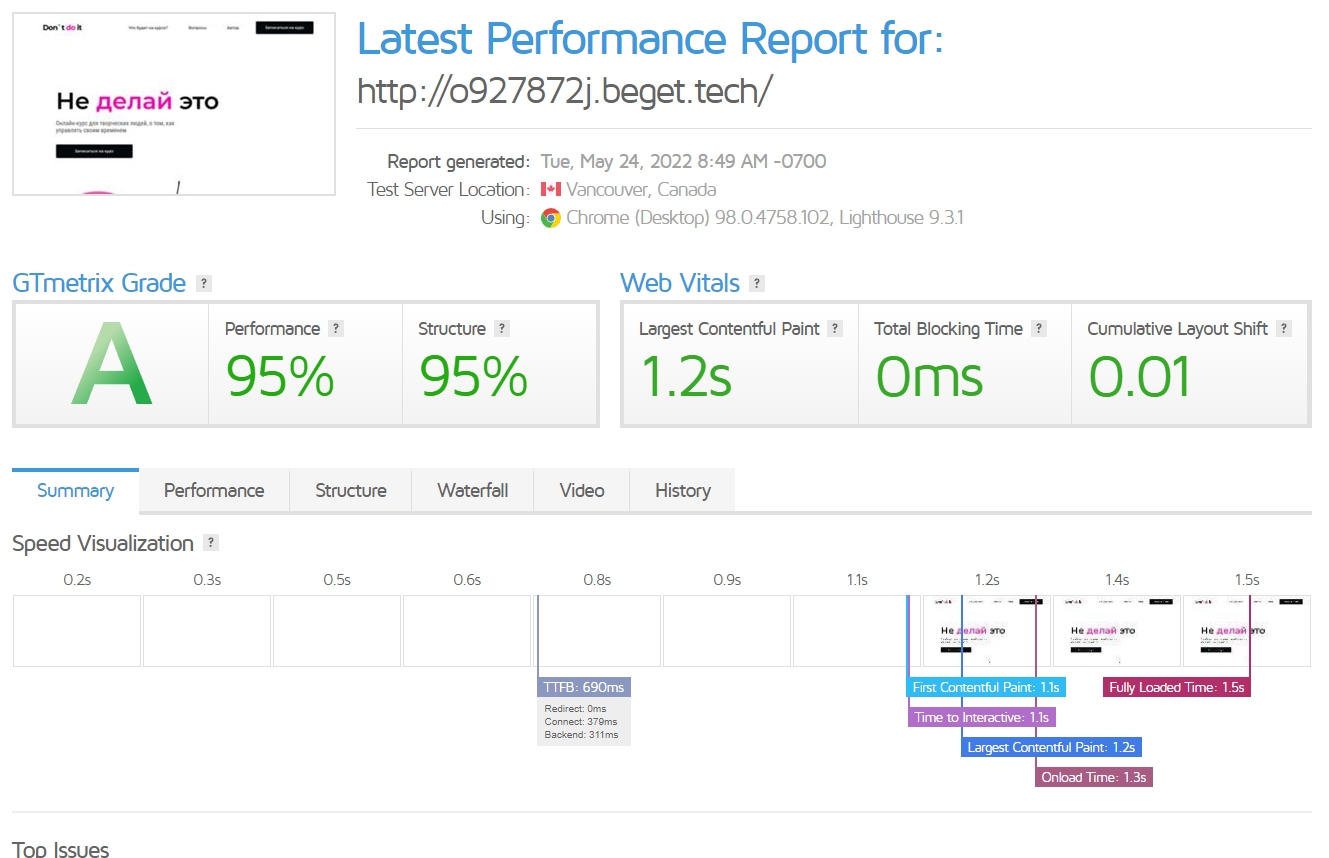 Don`t do it
Что будет на курсе?
Вопросы
Автор
Записаться на курс
Не делай это
Онлайн-курс для творческих людей, о том, как
управлять своим временем
Записаться на курс
Latest Performance Report for:
http://o927872j.beget.tech/
Report generated: Tue, May 24, 2022 8:49 AM -0700
Test Server Location: Vancouver, Canada
Using: Chrome (Desktop) 98.0.4758.102, Lighthouse 9.3.1
GTmetrix Grade ?
A
Performance ?
95%
Structure ?
95%
Web Vitals ?
Largest Contentful Paint ?
1.2s
Total Blocking Time ?
0ms
Cumulative Layout Shift ?
0.01
Summary Performance Structure Waterfall Video History
Speed Visualization ?
0.2s 0.3s 0.5s 0.6s 0.8s 0.9s 1.1s 1.2s 1.4s 1.5s
Не делай это
Не делай это
Не делай это
TTFB: 690ms
Redirect: 0ms
Connect: 379ms
Backend: 311ms
First Contentful Paint: 1.1s
Fully Loaded Time: 1.5s
Time to Interactive: 1.1s
Largest Contentful Paint: 1.2s
Onload Time: 1.3s
Top Issues